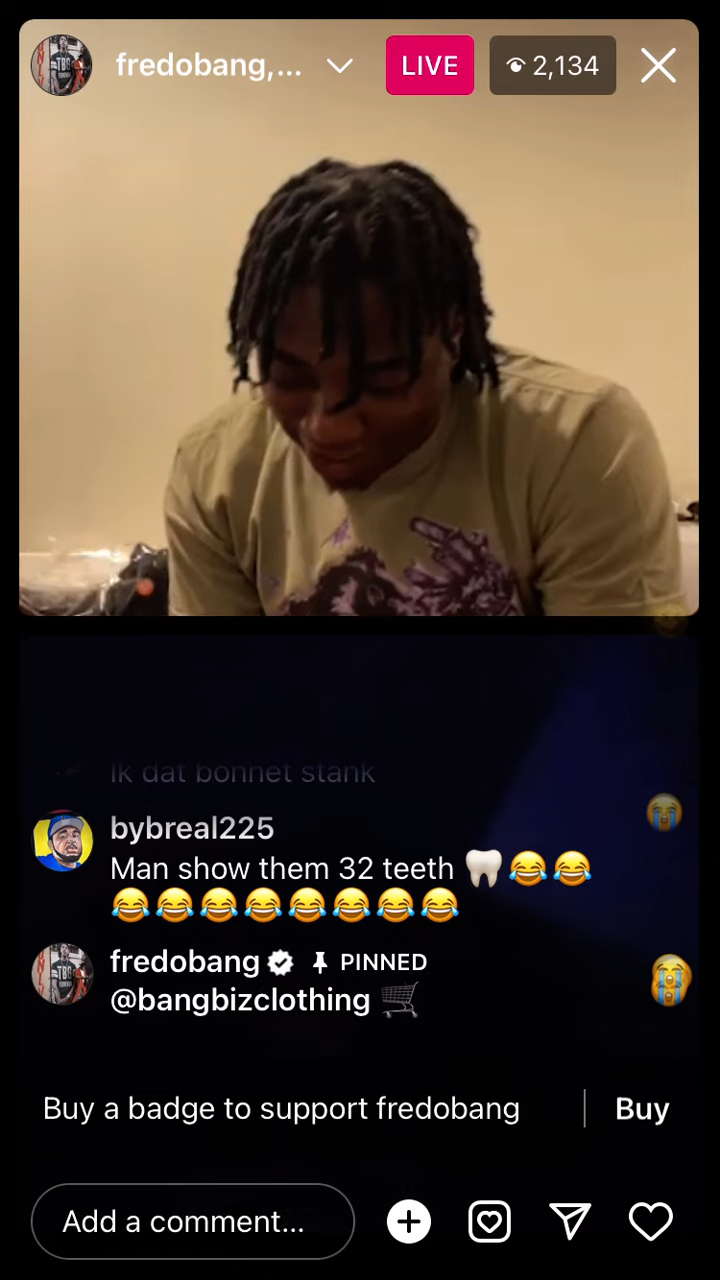 fredobang,...
LIVE
2,134
Ik dat bonnet stank
bybreal225
Man show them 32 teeth 🦷😂😂
😂😂😂😂😂😂😂😂
fredobang PINNED
@bangbizclothing 🛒
Buy a badge to support fredobang
Buy
Add a comment...